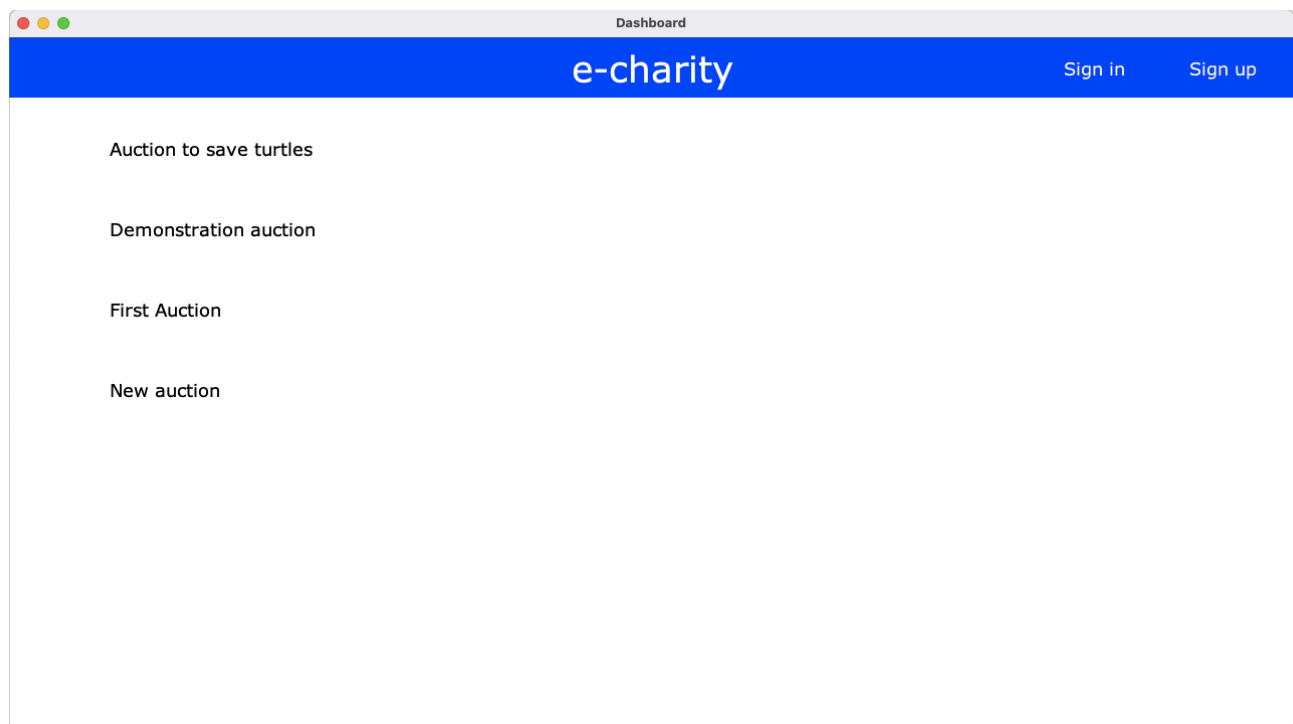 Dashboard
e-charity
Sign in
Sign up
Auction to save turtles
Demonstration auction
First Auction
New auction